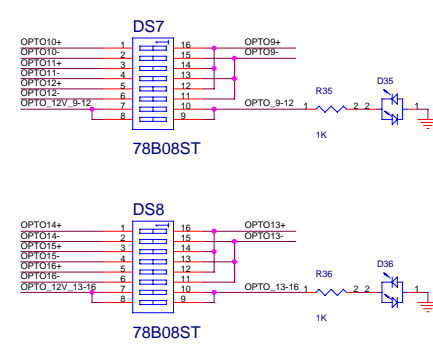 DS7
OPTO10+ 1 16 OPTO9+
OPTO10- 2 15 OPTO9-
OPTO11+ 3 14
OPTO11- 4 13
OPTO12+ 5 12
OPTO12- 6 11
OPTO_12V_9-12 7 10 OPTO_9-12 1 R35 2 2 D35 1
8 9
1K
78B08ST
DS8
OPTO14+ 1 16 OPTO13+
OPTO14- 2 15 OPTO13-
OPTO15+ 3 14
OPTO15- 4 13
OPTO16+ 5 12
OPTO16- 6 11
OPTO_12V_13-16 7 10 OPTO_13-16 1 R36 2 2 D36 1
8 9
1K
78B08ST